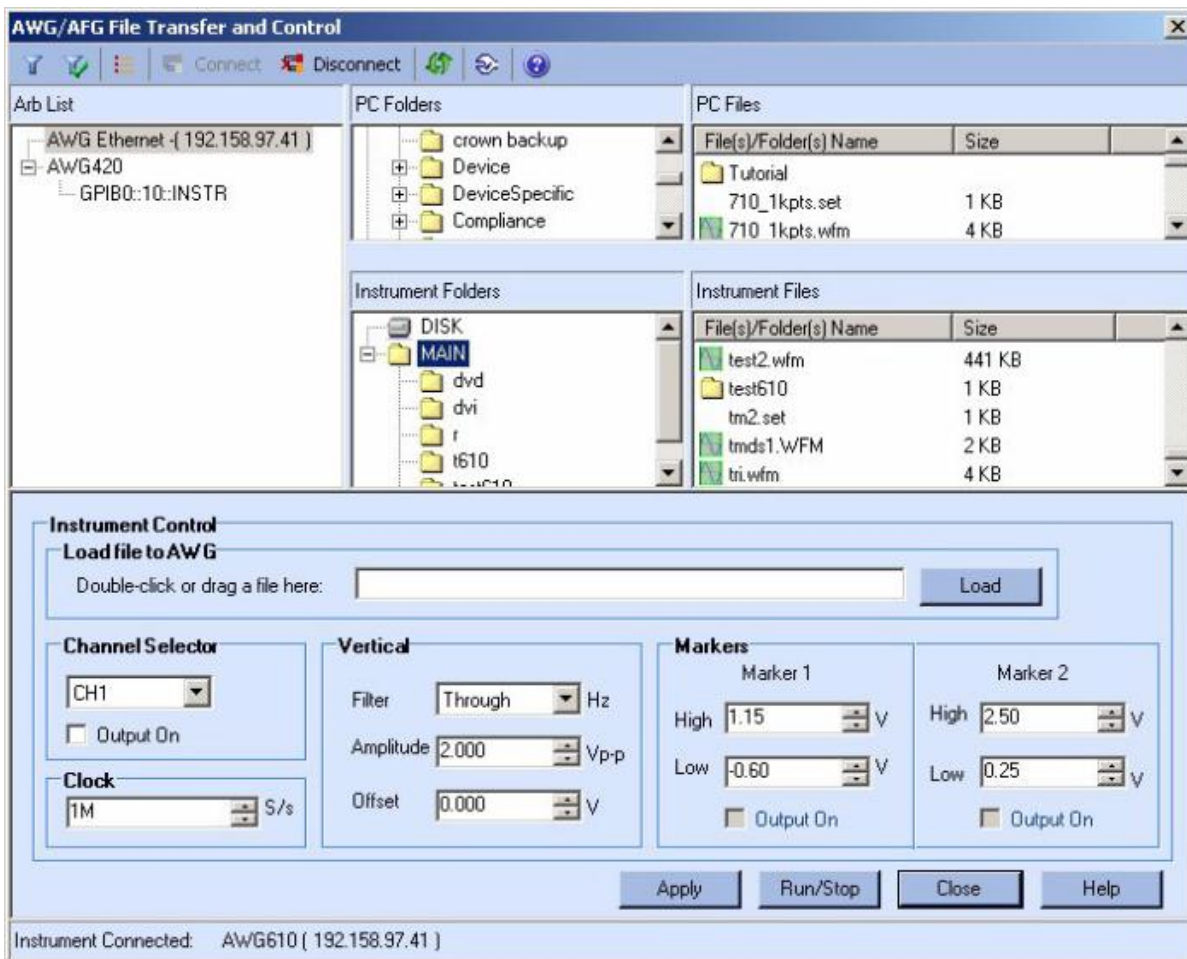 AWG/AFG File Transfer and Control
Connect Disconnect
Arb List
AWG Ethernet -( 192.158.97.41 )
AWG420
GPIB0::10::INSTR
PC Folders
crown backup
Device
DeviceSpecific
Compliance
PC Files
File(s)/Folder(s) Name Size
Tutorial
710_1kpts.set 1 KB
710_1kpts.wfm 4 KB
Instrument Folders
DISK
MAIN
dvd
dvi
r
t610
test610
Instrument Files
File(s)/Folder(s) Name Size
test2.wfm 441 KB
test610 1 KB
tm2.set 1 KB
tmds1.WFM 2 KB
tri.wfm 4 KB
Instrument Control
Load file to AWG
Double-click or drag a file here: Load
Channel Selector
CH1
Output On
Clock
1M S/s
Vertical
Filter Through Hz
Amplitude 2.000 Vp-p
Offset 0.000 V
Markers
Marker 1
High 1.15 V
Low -0.60 V
Output On
Marker 2
High 2.50 V
Low 0.25 V
Output On
Apply Run/Stop Close Help
Instrument Connected: AWG610 ( 192.158.97.41 )